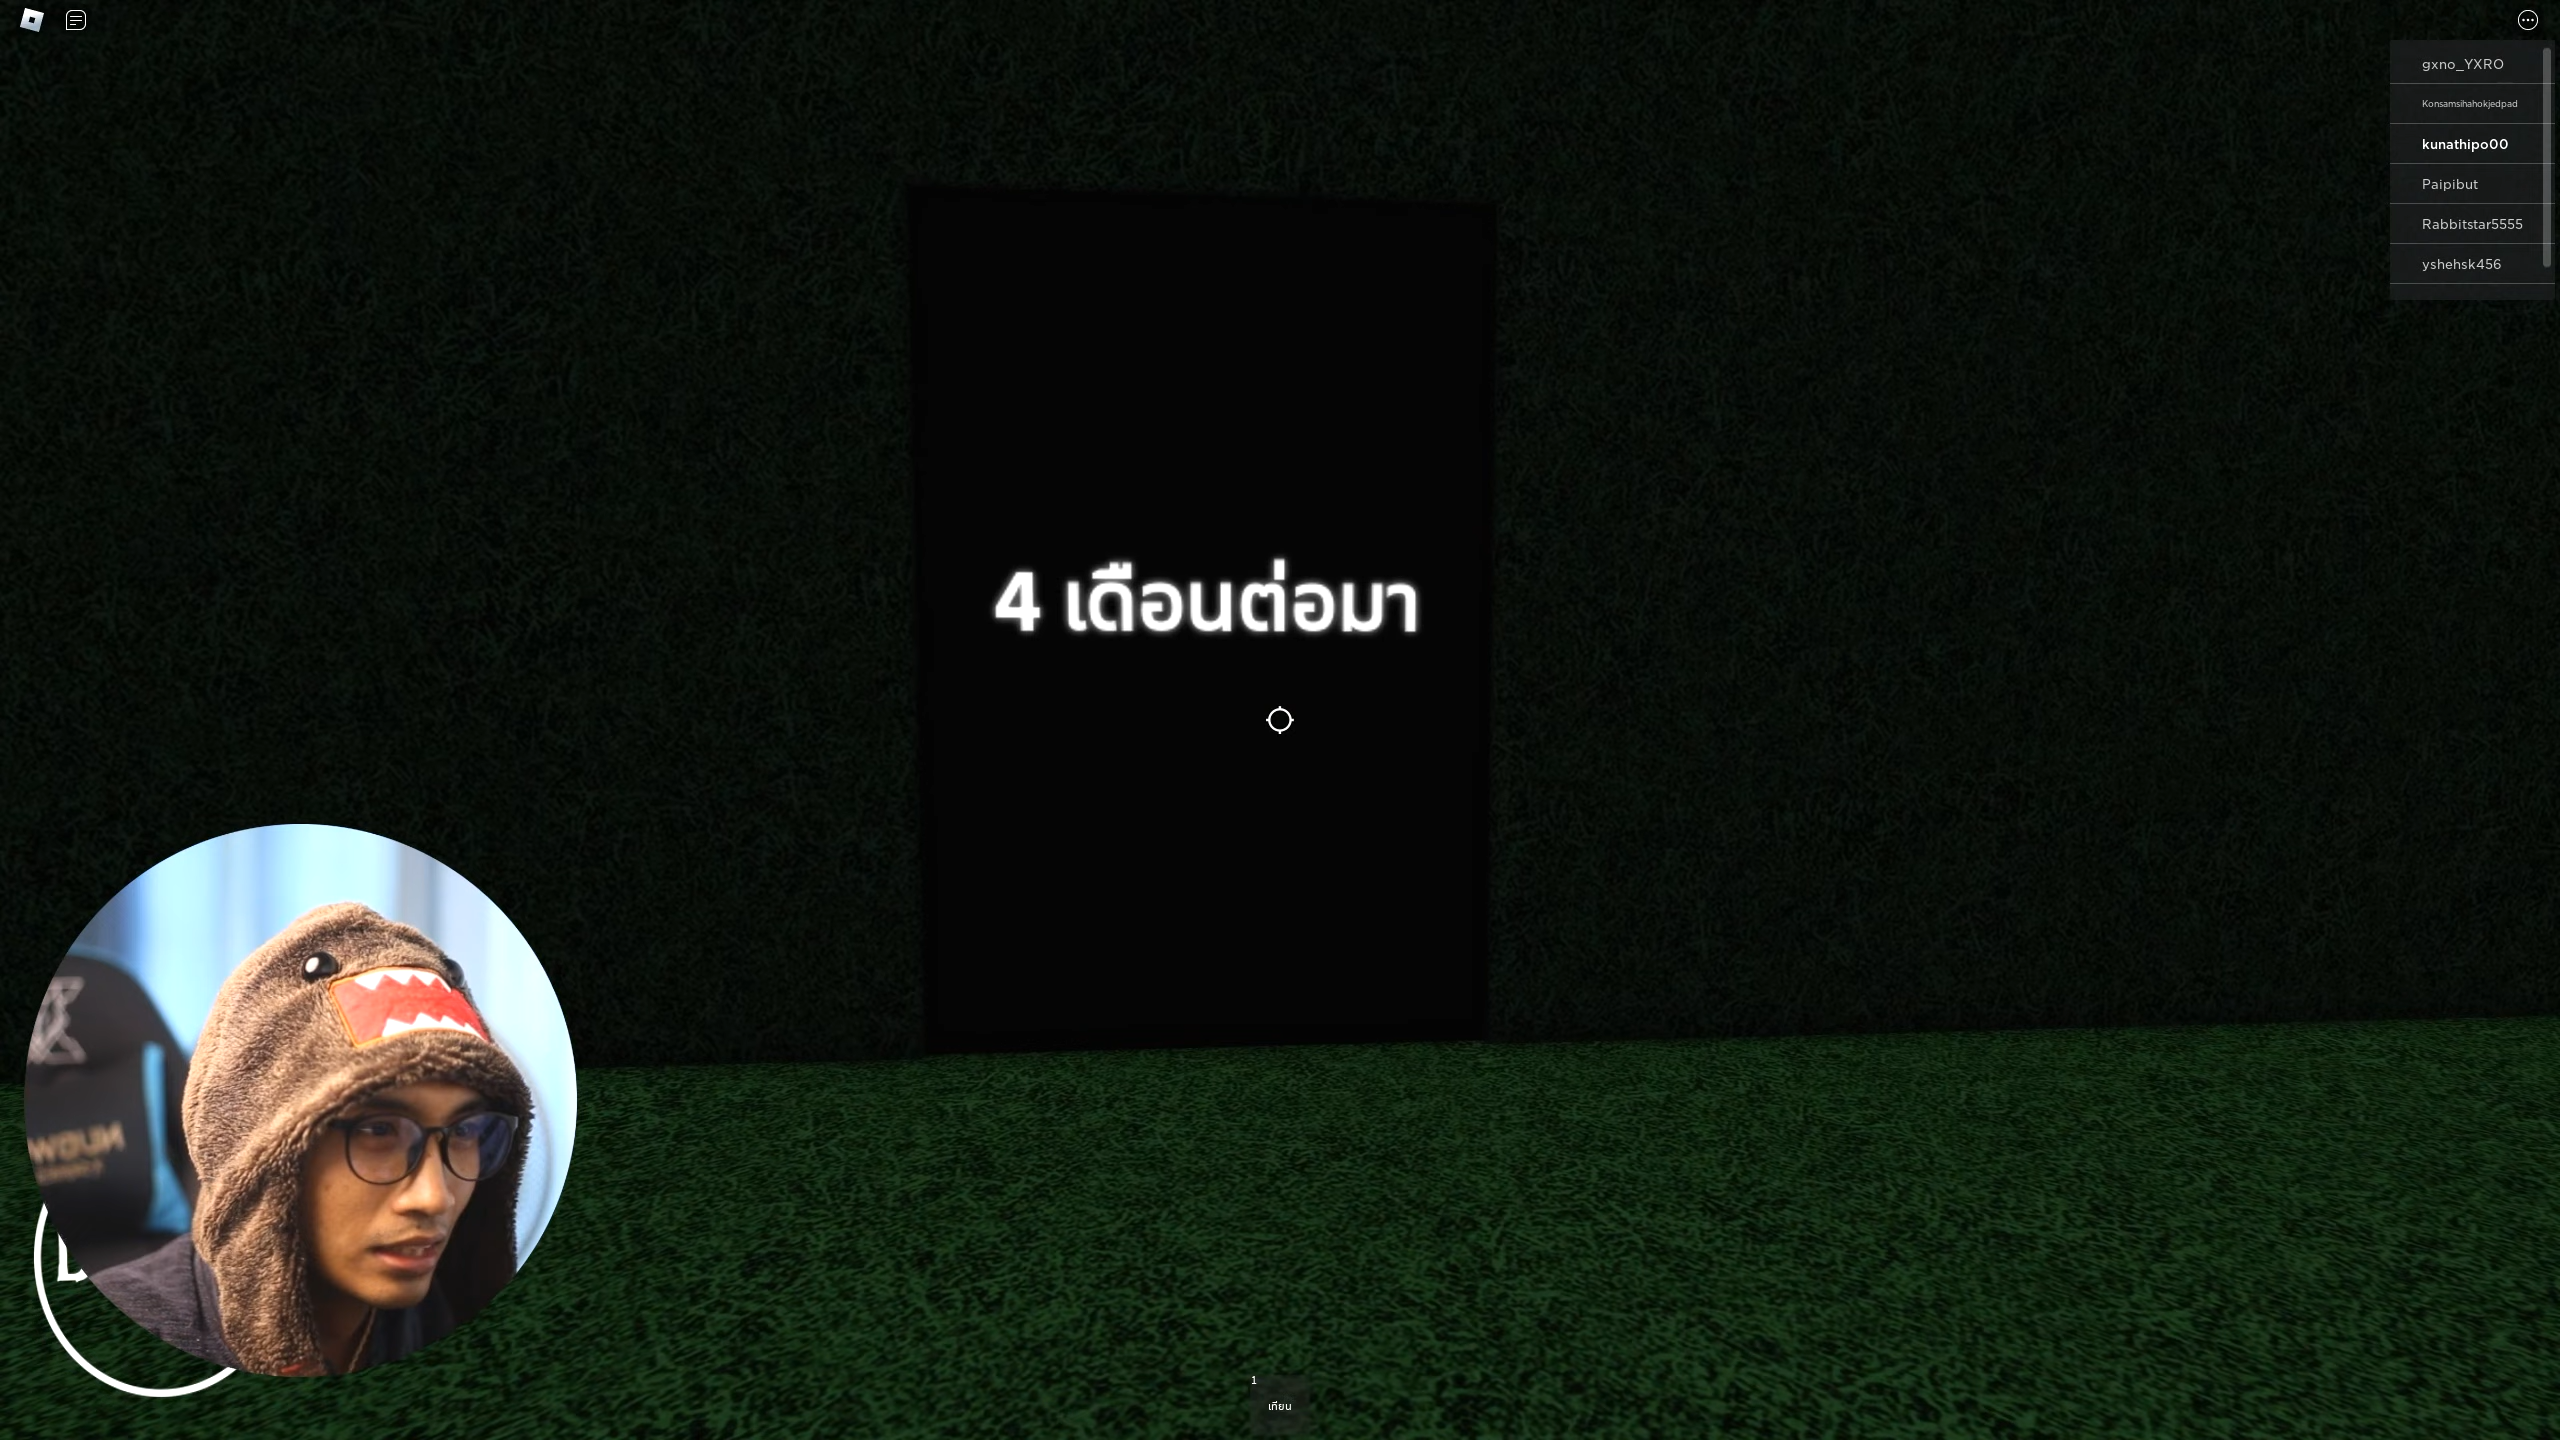 gxno_YXRO
Konsamsihahokjedpad
kunathipo00
Paipibut
Rabbitstar5555
yshehsk456
4 เดือนต่อมา
1
เทียน